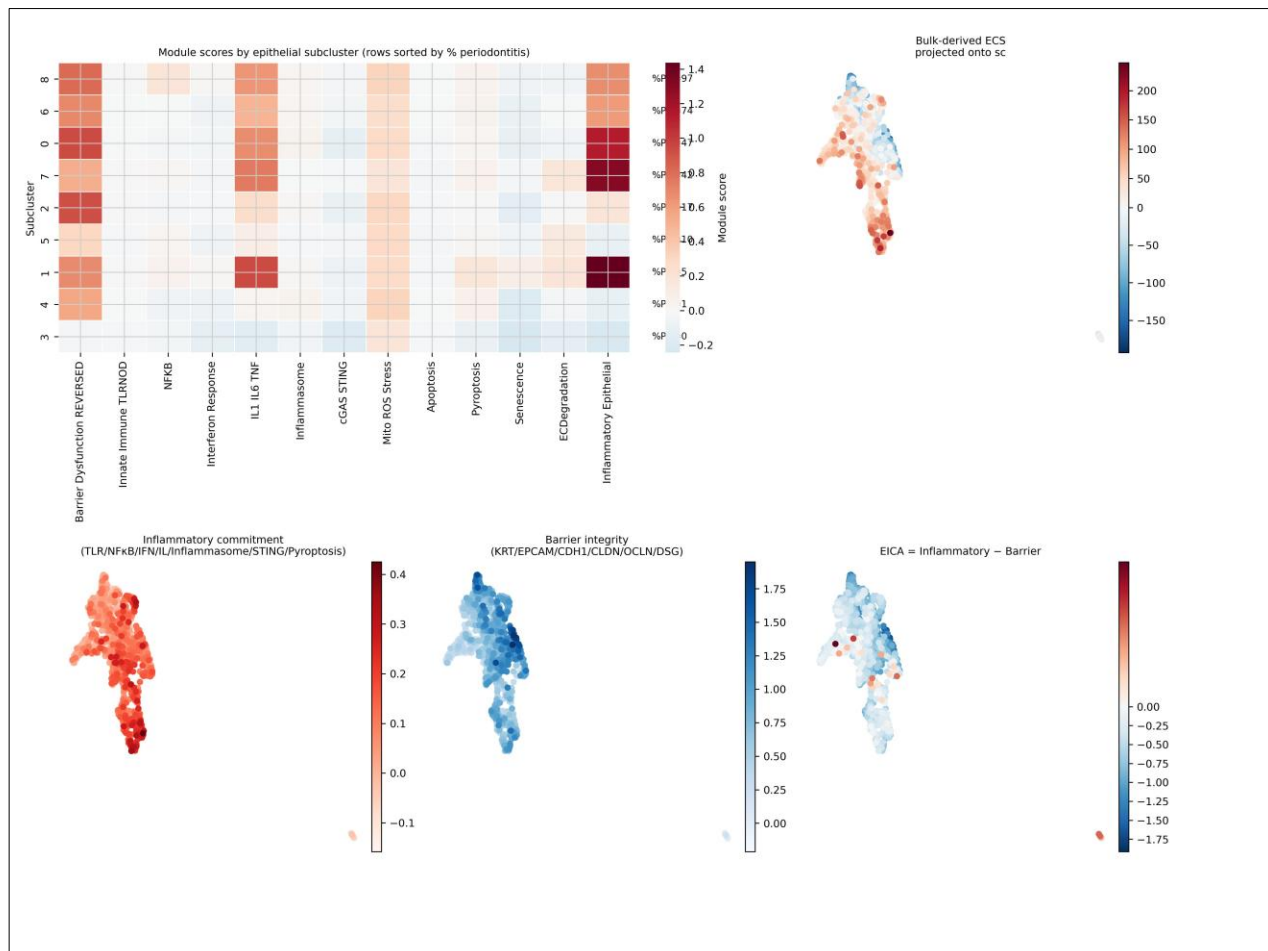 Module scores by epithelial subcluster (rows sorted by % periodontitis)
Subcluster
8
6
0
7
2
5
1
4
3
%P
97
%P
74
%P
47
%P
%P
%P
10
%P
5
%P
1
%P
0
1.4
1.2
1.0
0.8
0.6
0.4
0.2
0.0
−0.2
Module score
Barrier Dysfunction REVERSED
Innate Immune TLRNOD
NFKB
Interferon Response
IL1 IL6 TNF
Inflammasome
cGAS STING
Mito ROS Stress
Apoptosis
Pyroptosis
Senescence
ECDegradation
Inflammatory Epithelial
Bulk-derived ECS
projected onto sc
200
150
100
50
0
−50
−100
−150
Inflammatory commitment
(TLR/NFκB/IFN/IL/Inflammasome/STING/Pyroptosis)
0.4
0.3
0.2
0.1
0.0
−0.1
Barrier integrity
(KRT/EPCAM/CDH1/CLDN/OCLN/DSG)
1.75
1.50
1.25
1.00
0.75
0.50
0.25
0.00
EICA = Inflammatory − Barrier
0.00
−0.25
−0.50
−0.75
−1.00
−1.25
−1.50
−1.75